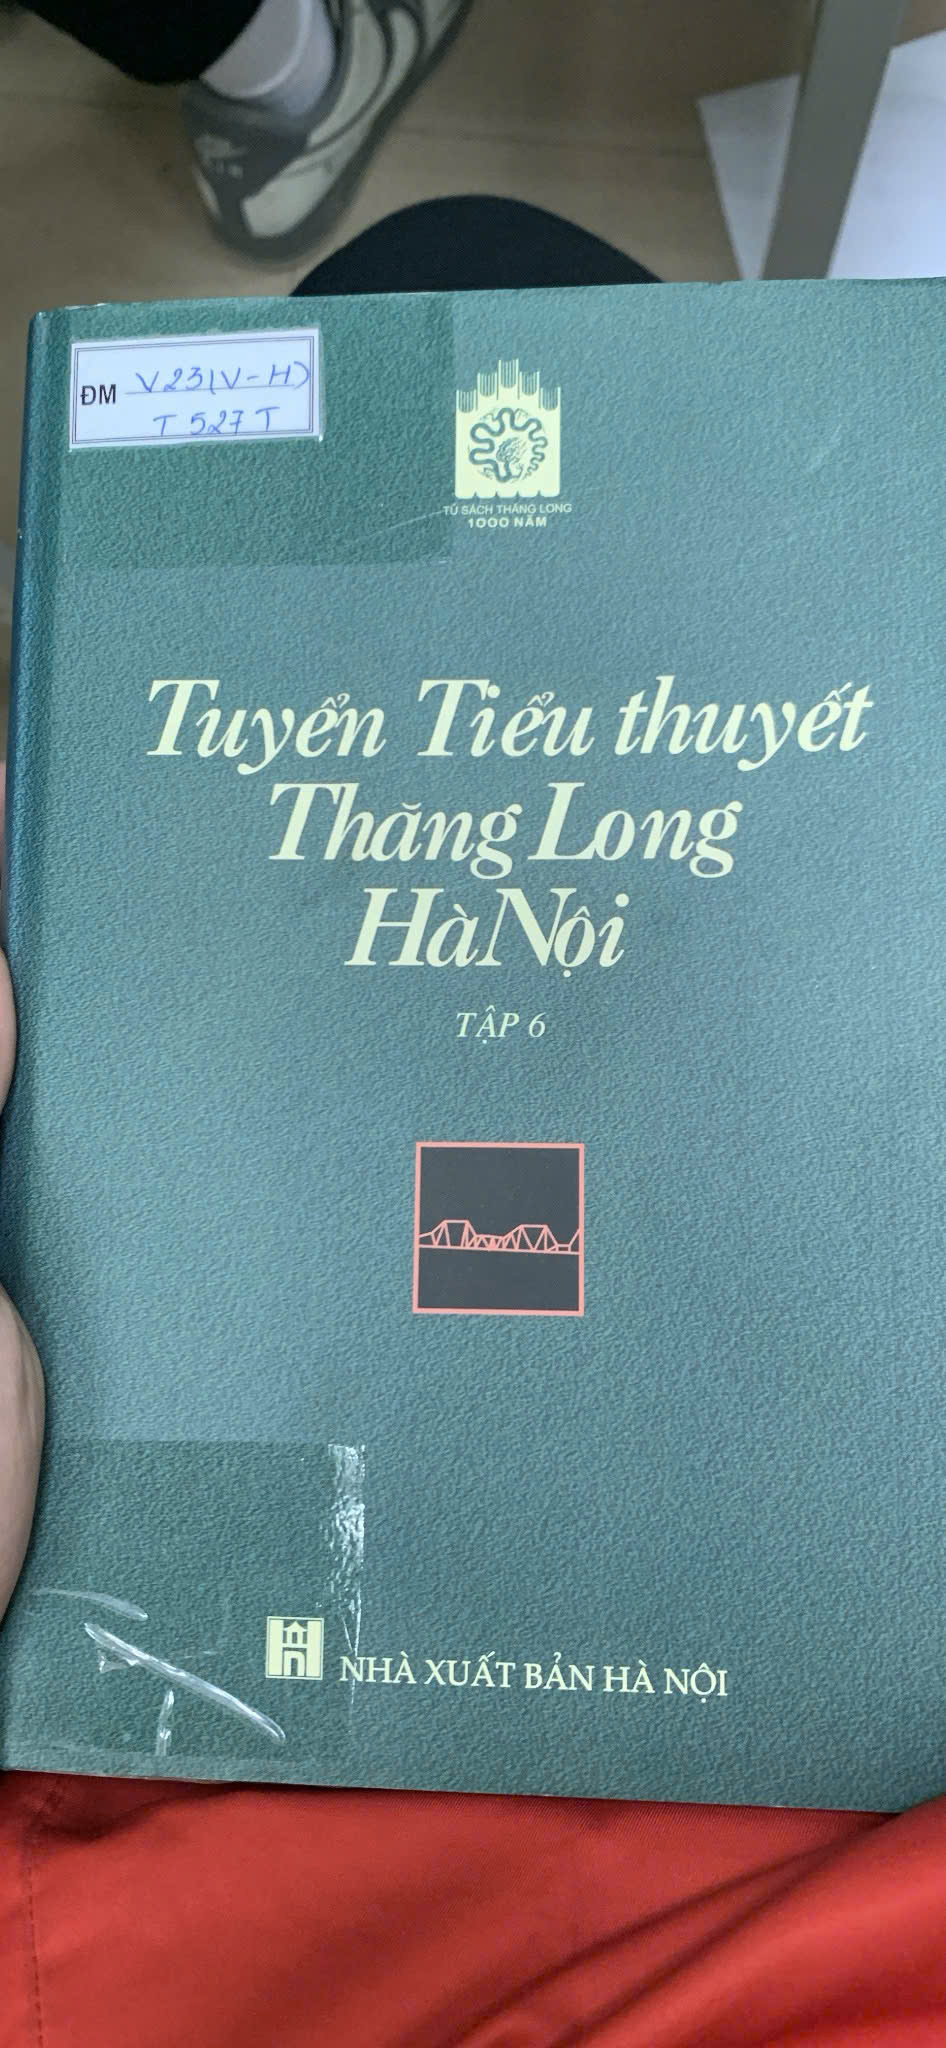 ĐM V23(V-H)
T 527 T
TỦ SÁCH THĂNG LONG
1000 NĂM
Tuyển Tiểu thuyết
Thăng Long
Hà Nội
TẬP 6
NHÀ XUẤT BẢN HÀ NỘI